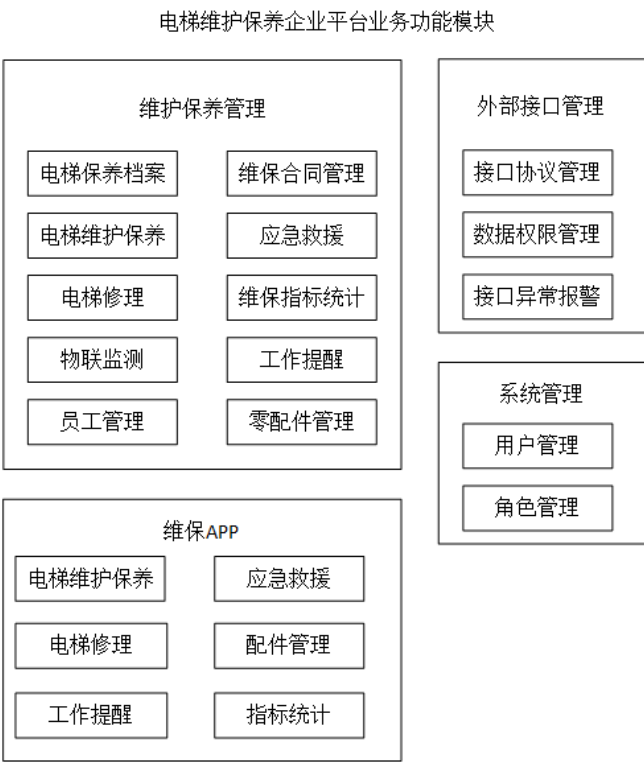 电梯维护保养企业平台业务功能模块
维护保养管理
电梯保养档案
维保合同管理
电梯维护保养
应急救援
电梯修理
维保指标统计
物联监测
工作提醒
员工管理
零配件管理
外部接口管理
接口协议管理
数据权限管理
接口异常报警
系统管理
用户管理
角色管理
维保APP
电梯维护保养
应急救援
电梯修理
配件管理
工作提醒
指标统计